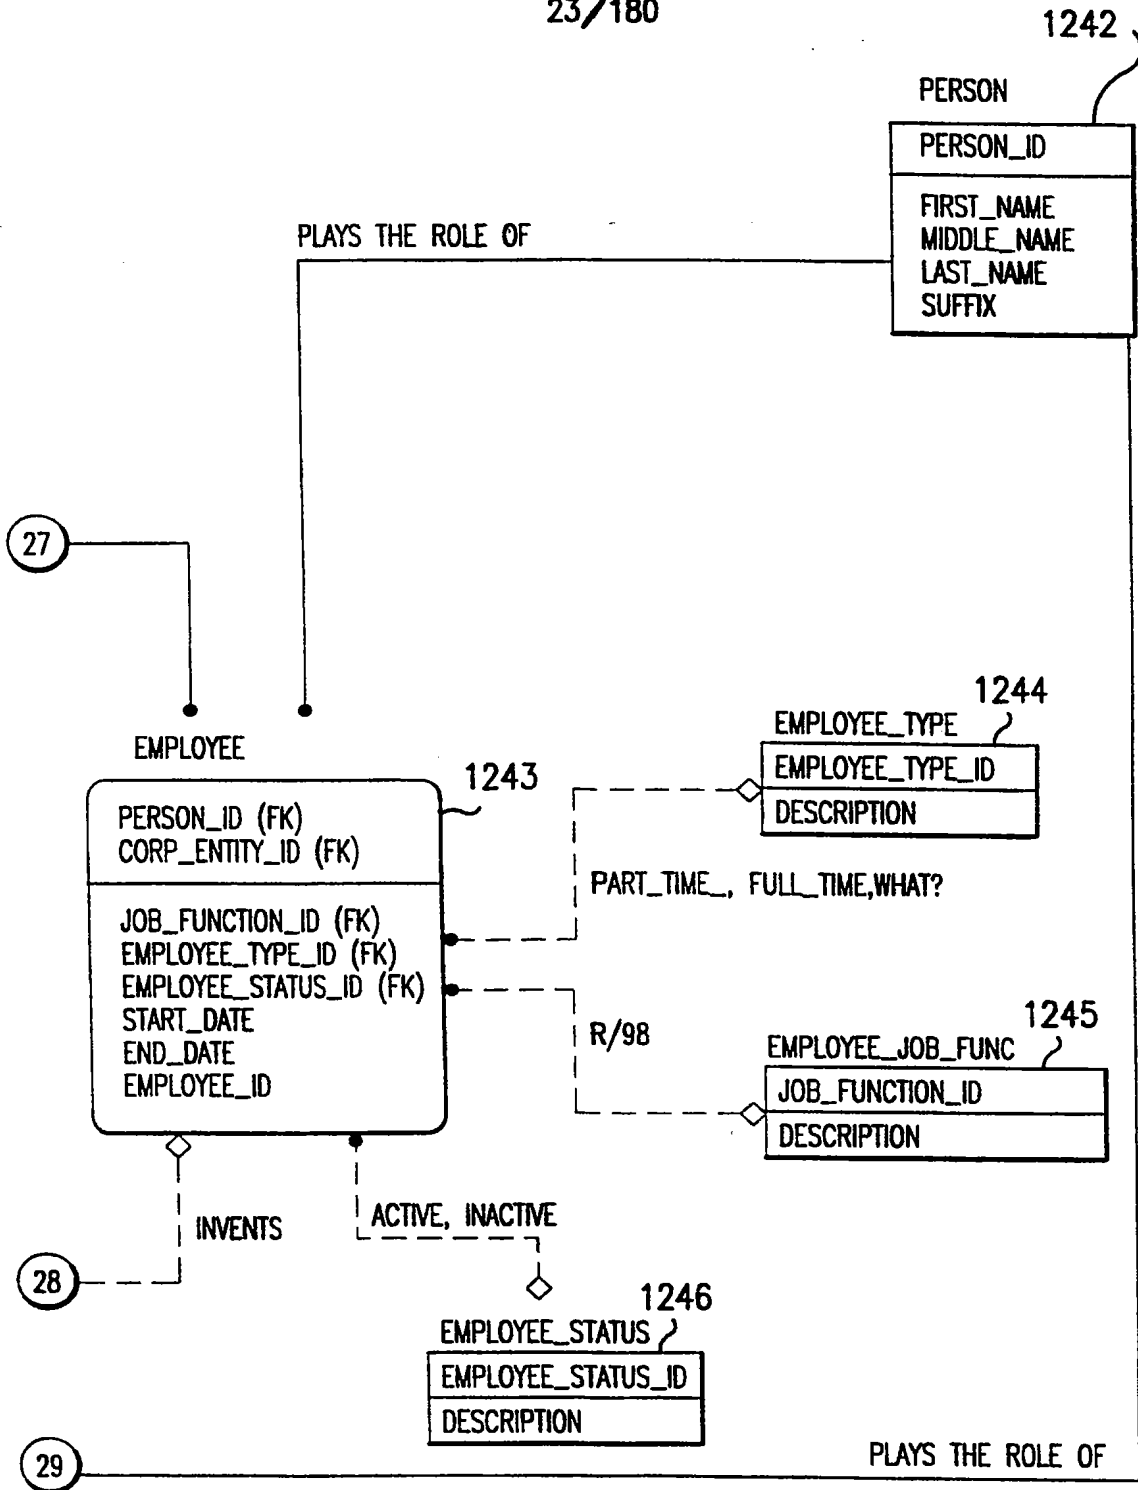 23/180
1242
PERSON
PERSON_ID
FIRST_NAME
MIDDLE_NAME
LAST_NAME
SUFFIX
PLAYS THE ROLE OF
27
EMPLOYEE
1243
PERSON_ID (FK)
CORP_ENTITY_ID (FK)
JOB_FUNCTION_ID (FK)
EMPLOYEE_TYPE_ID (FK)
EMPLOYEE_STATUS_ID (FK)
START_DATE
END_DATE
EMPLOYEE_ID
1244
EMPLOYEE_TYPE
EMPLOYEE_TYPE_ID
DESCRIPTION
PART_TIME_, FULL_TIME,WHAT?
R/98
1245
EMPLOYEE_JOB_FUNC
JOB_FUNCTION_ID
DESCRIPTION
INVENTS
ACTIVE, INACTIVE
28
1246
EMPLOYEE_STATUS
EMPLOYEE_STATUS_ID
DESCRIPTION
29
PLAYS THE ROLE OF